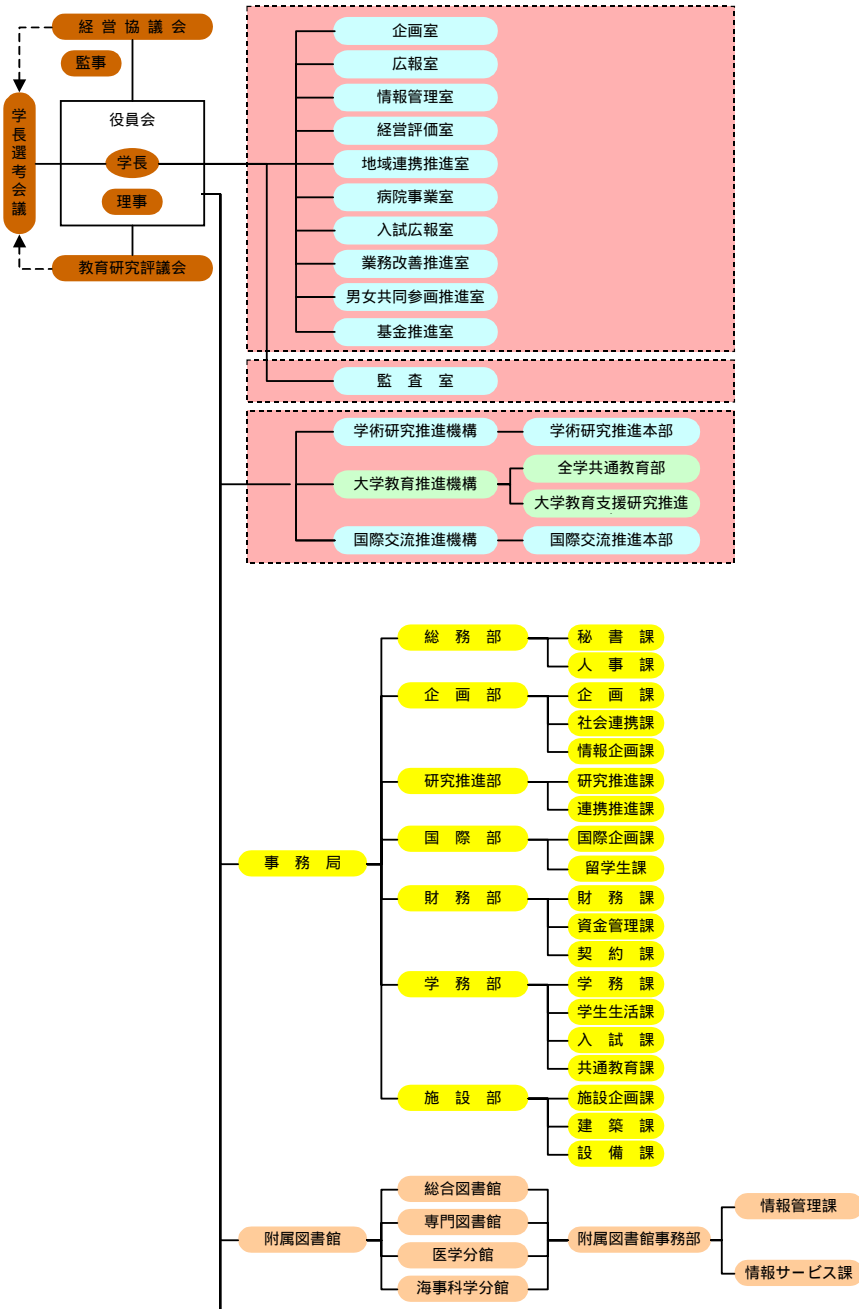 経営協議会
監事
学長選考会議
役員会
学長
理事
教育研究評議会
企画室
広報室
情報管理室
経営評価室
地域連携推進室
病院事業室
入試広報室
業務改善推進室
男女共同参画推進室
基金推進室
監査室
学術研究推進機構
学術研究推進本部
大学教育推進機構
全学共通教育部
大学教育支援研究推進
国際交流推進機構
国際交流推進本部
事務局
総務部
秘書課
人事課
企画部
企画課
社会連携課
情報企画課
研究推進部
研究推進課
連携推進課
国際部
国際企画課
留学生課
財務部
財務課
資金管理課
契約課
学務部
学務課
学生生活課
入試課
共通教育課
施設部
施設企画課
建築課
設備課
附属図書館
総合図書館
専門図書館
医学分館
海事科学分館
附属図書館事務部
情報管理課
情報サービス課